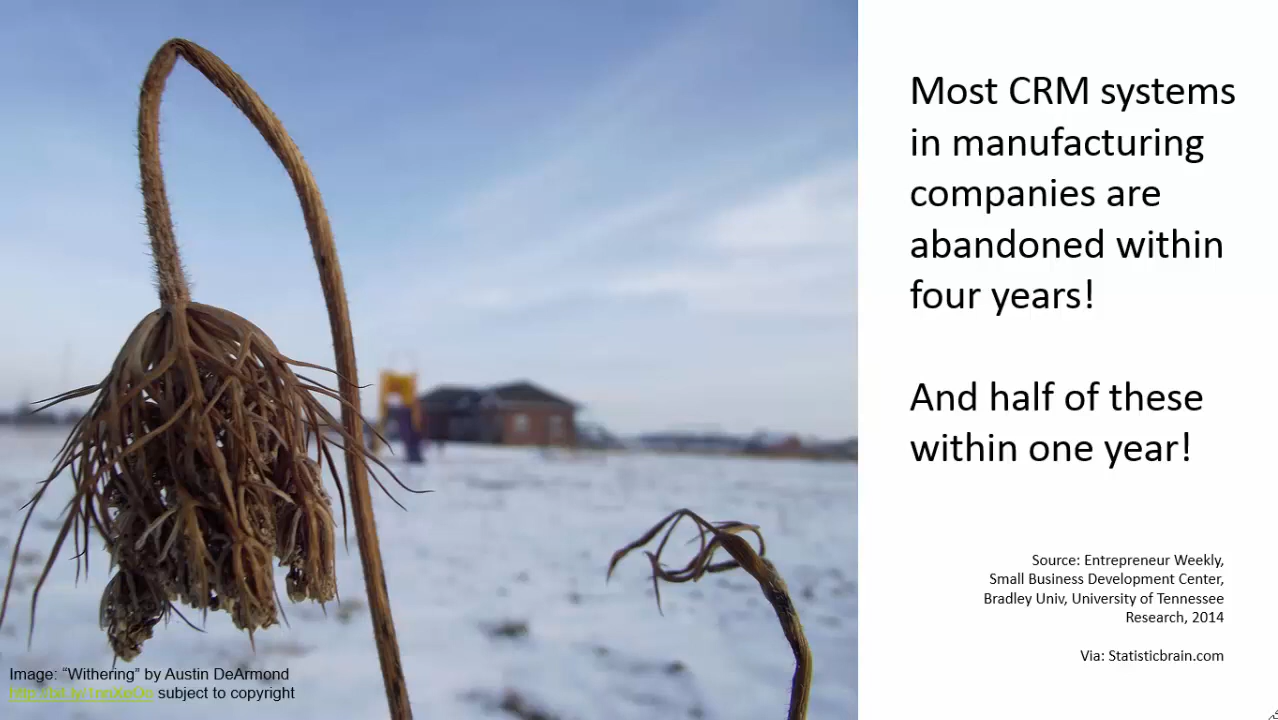 Most CRM systems
in manufacturing
companies are
abandoned within
four years!
And half of these
within one year!
Source: Entrepreneur Weekly,
Small Business Development Center,
Bradley Univ, University of Tennessee
Research, 2014
Via: Statisticbrain.com
Image: “Withering” by Austin DeArmond
subject to copyright